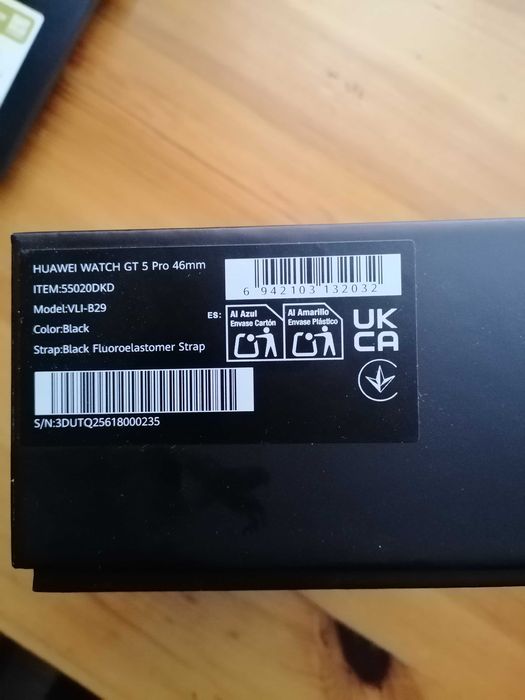 HUAWEI WATCH GT 5 Pro 46mm
ITEM:55020DKD
Model:VLI-B29
Color:Black
Strap:Black Fluoroelastomer Strap
S/N:3DUTQ25618000235
6 942103 132032
ES:
Al Azul
Envase Cartón
Al Amarillo
Envase Plástico
UK
CA